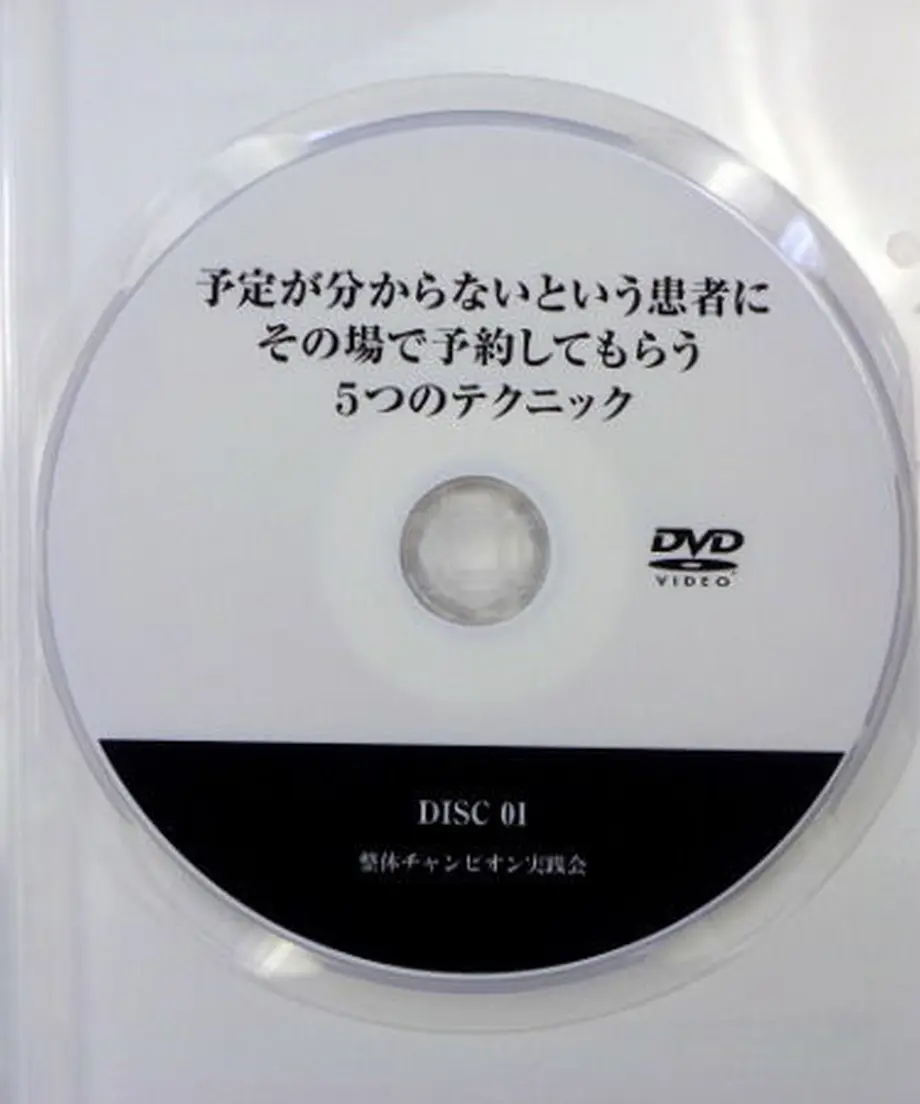 予定が分からないという患者に
その場で予約してもらう
5つのテクニック
DVD
VIDEO
DISC 01
整体チャンピオン実践会